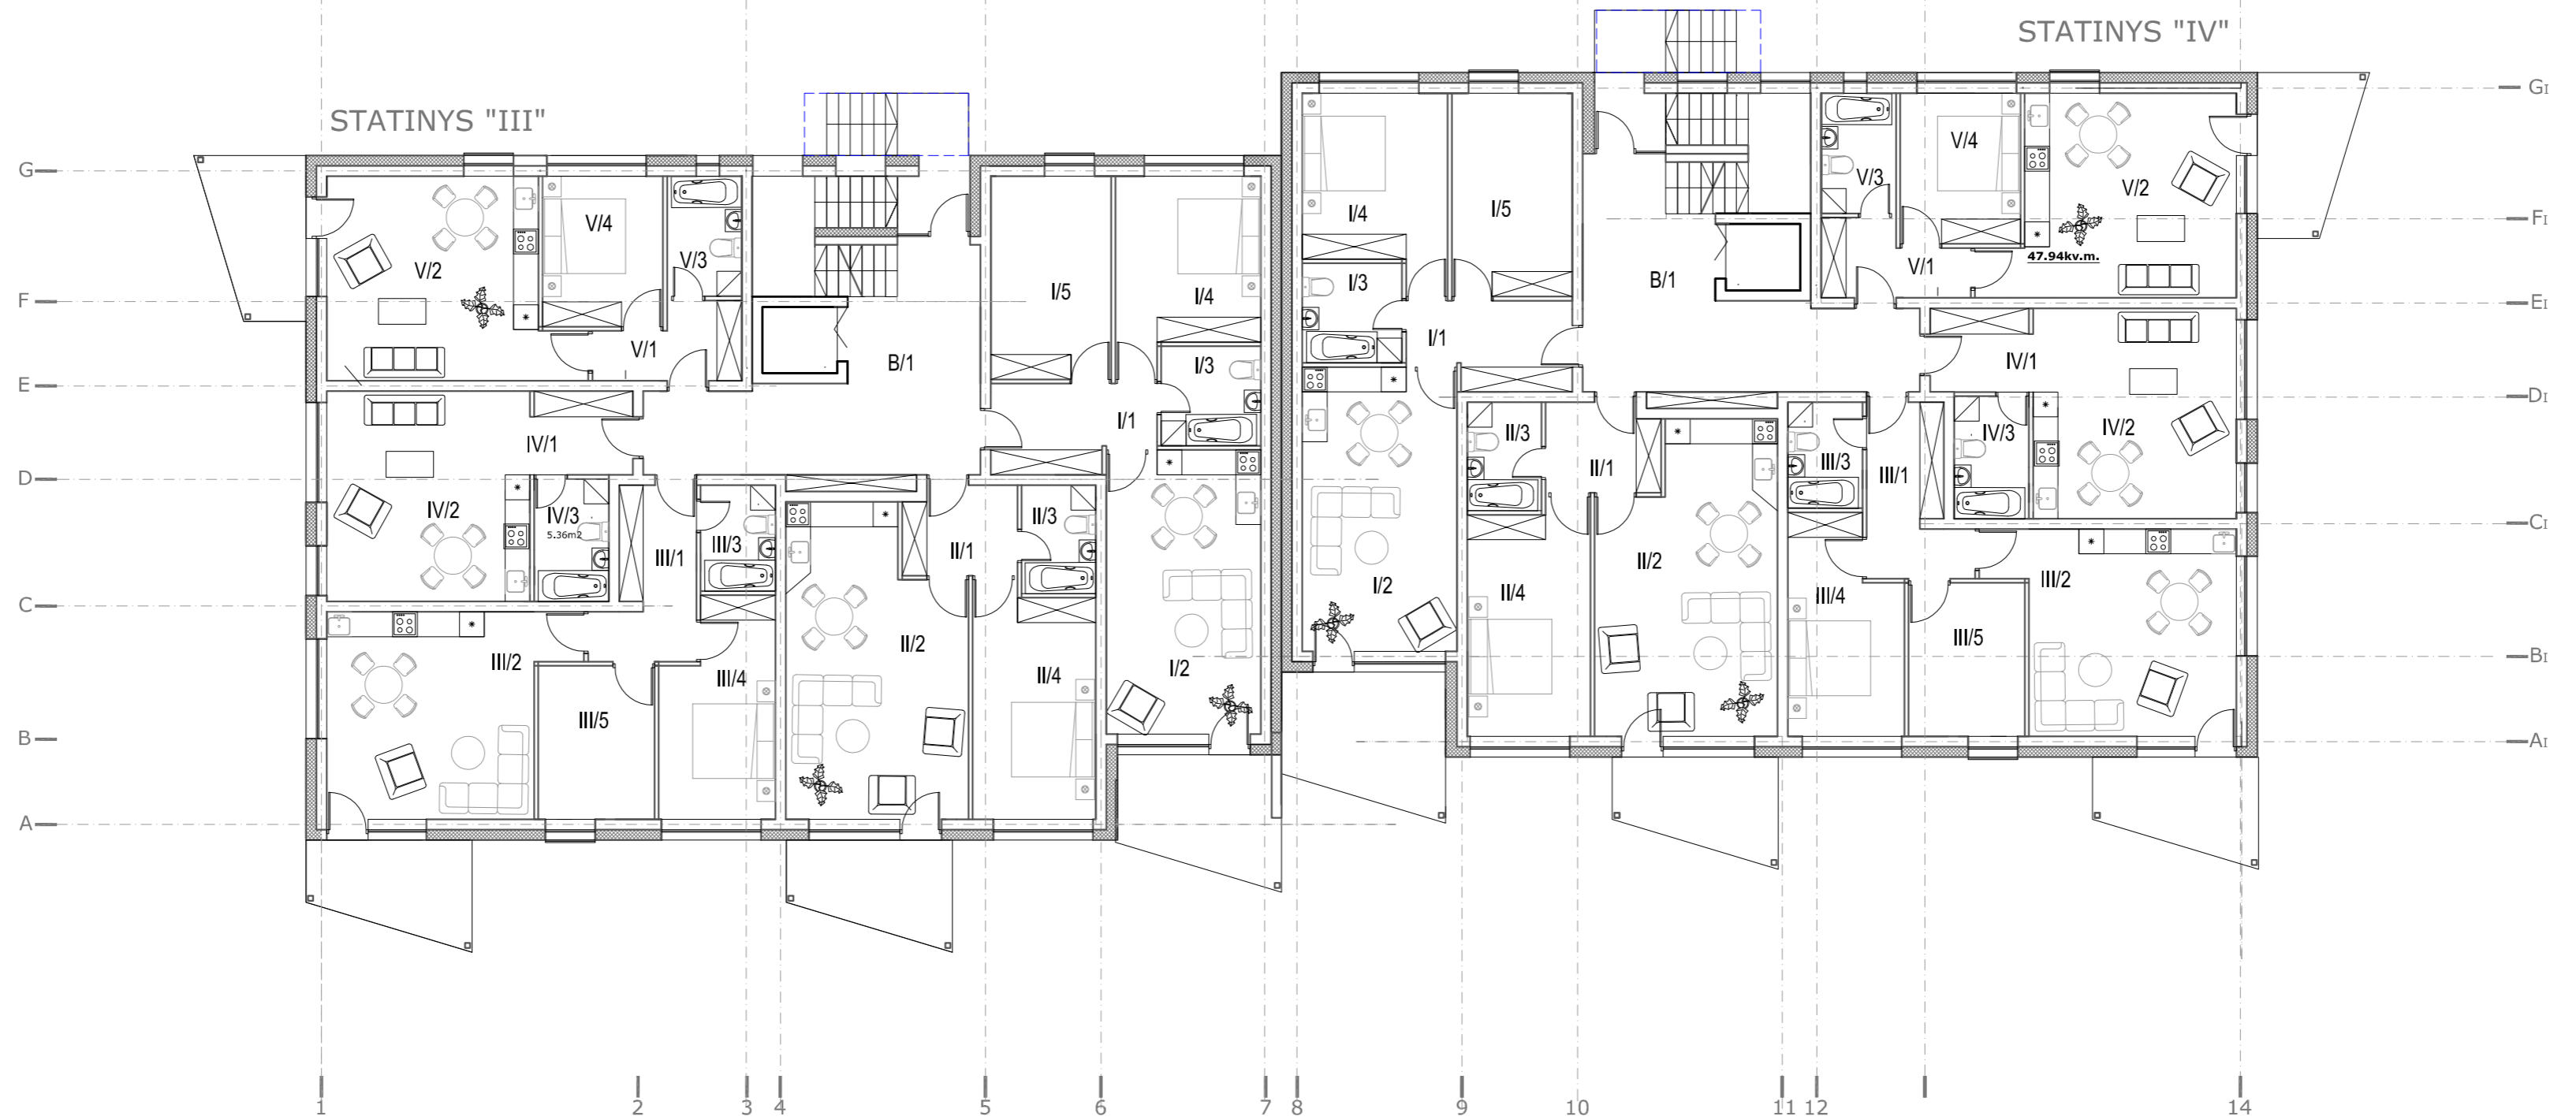 STATINYS "IV"
STATINYS "III"
G
F
E
D
C
B
A
GI
FI
EI
DI
CI
BI
AI
V/2
V/4
V/3
V/1
B/1
I/5
I/4
I/3
I/1
IV/1
IV/2
IV/3
5.36m2
III/1
III/3
II/1
II/3
III/2
III/5
III/4
II/2
II/4
I/2
I/4
I/5
I/3
I/1
B/1
V/3
V/4
V/2
V/1
47.94kv.m.
IV/1
II/3
II/1
III/3
III/1
IV/3
IV/2
I/2
II/4
II/2
III/4
III/5
III/2
1 2 3 4 5 6 7 8 9 10 11 12 14